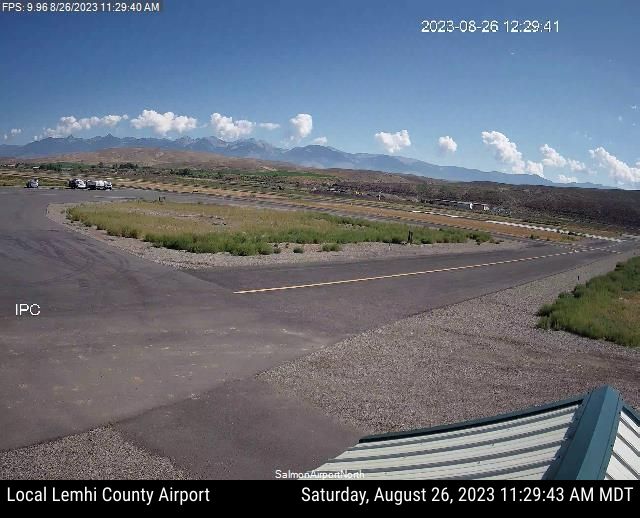 FPS: 9.96 8/26/2023 11:29:40 AM
2023-08-26 12:29:41
IPC
SalmonAirportNorth
Local Lemhi County Airport
Saturday, August 26, 2023 11:29:43 AM MDT